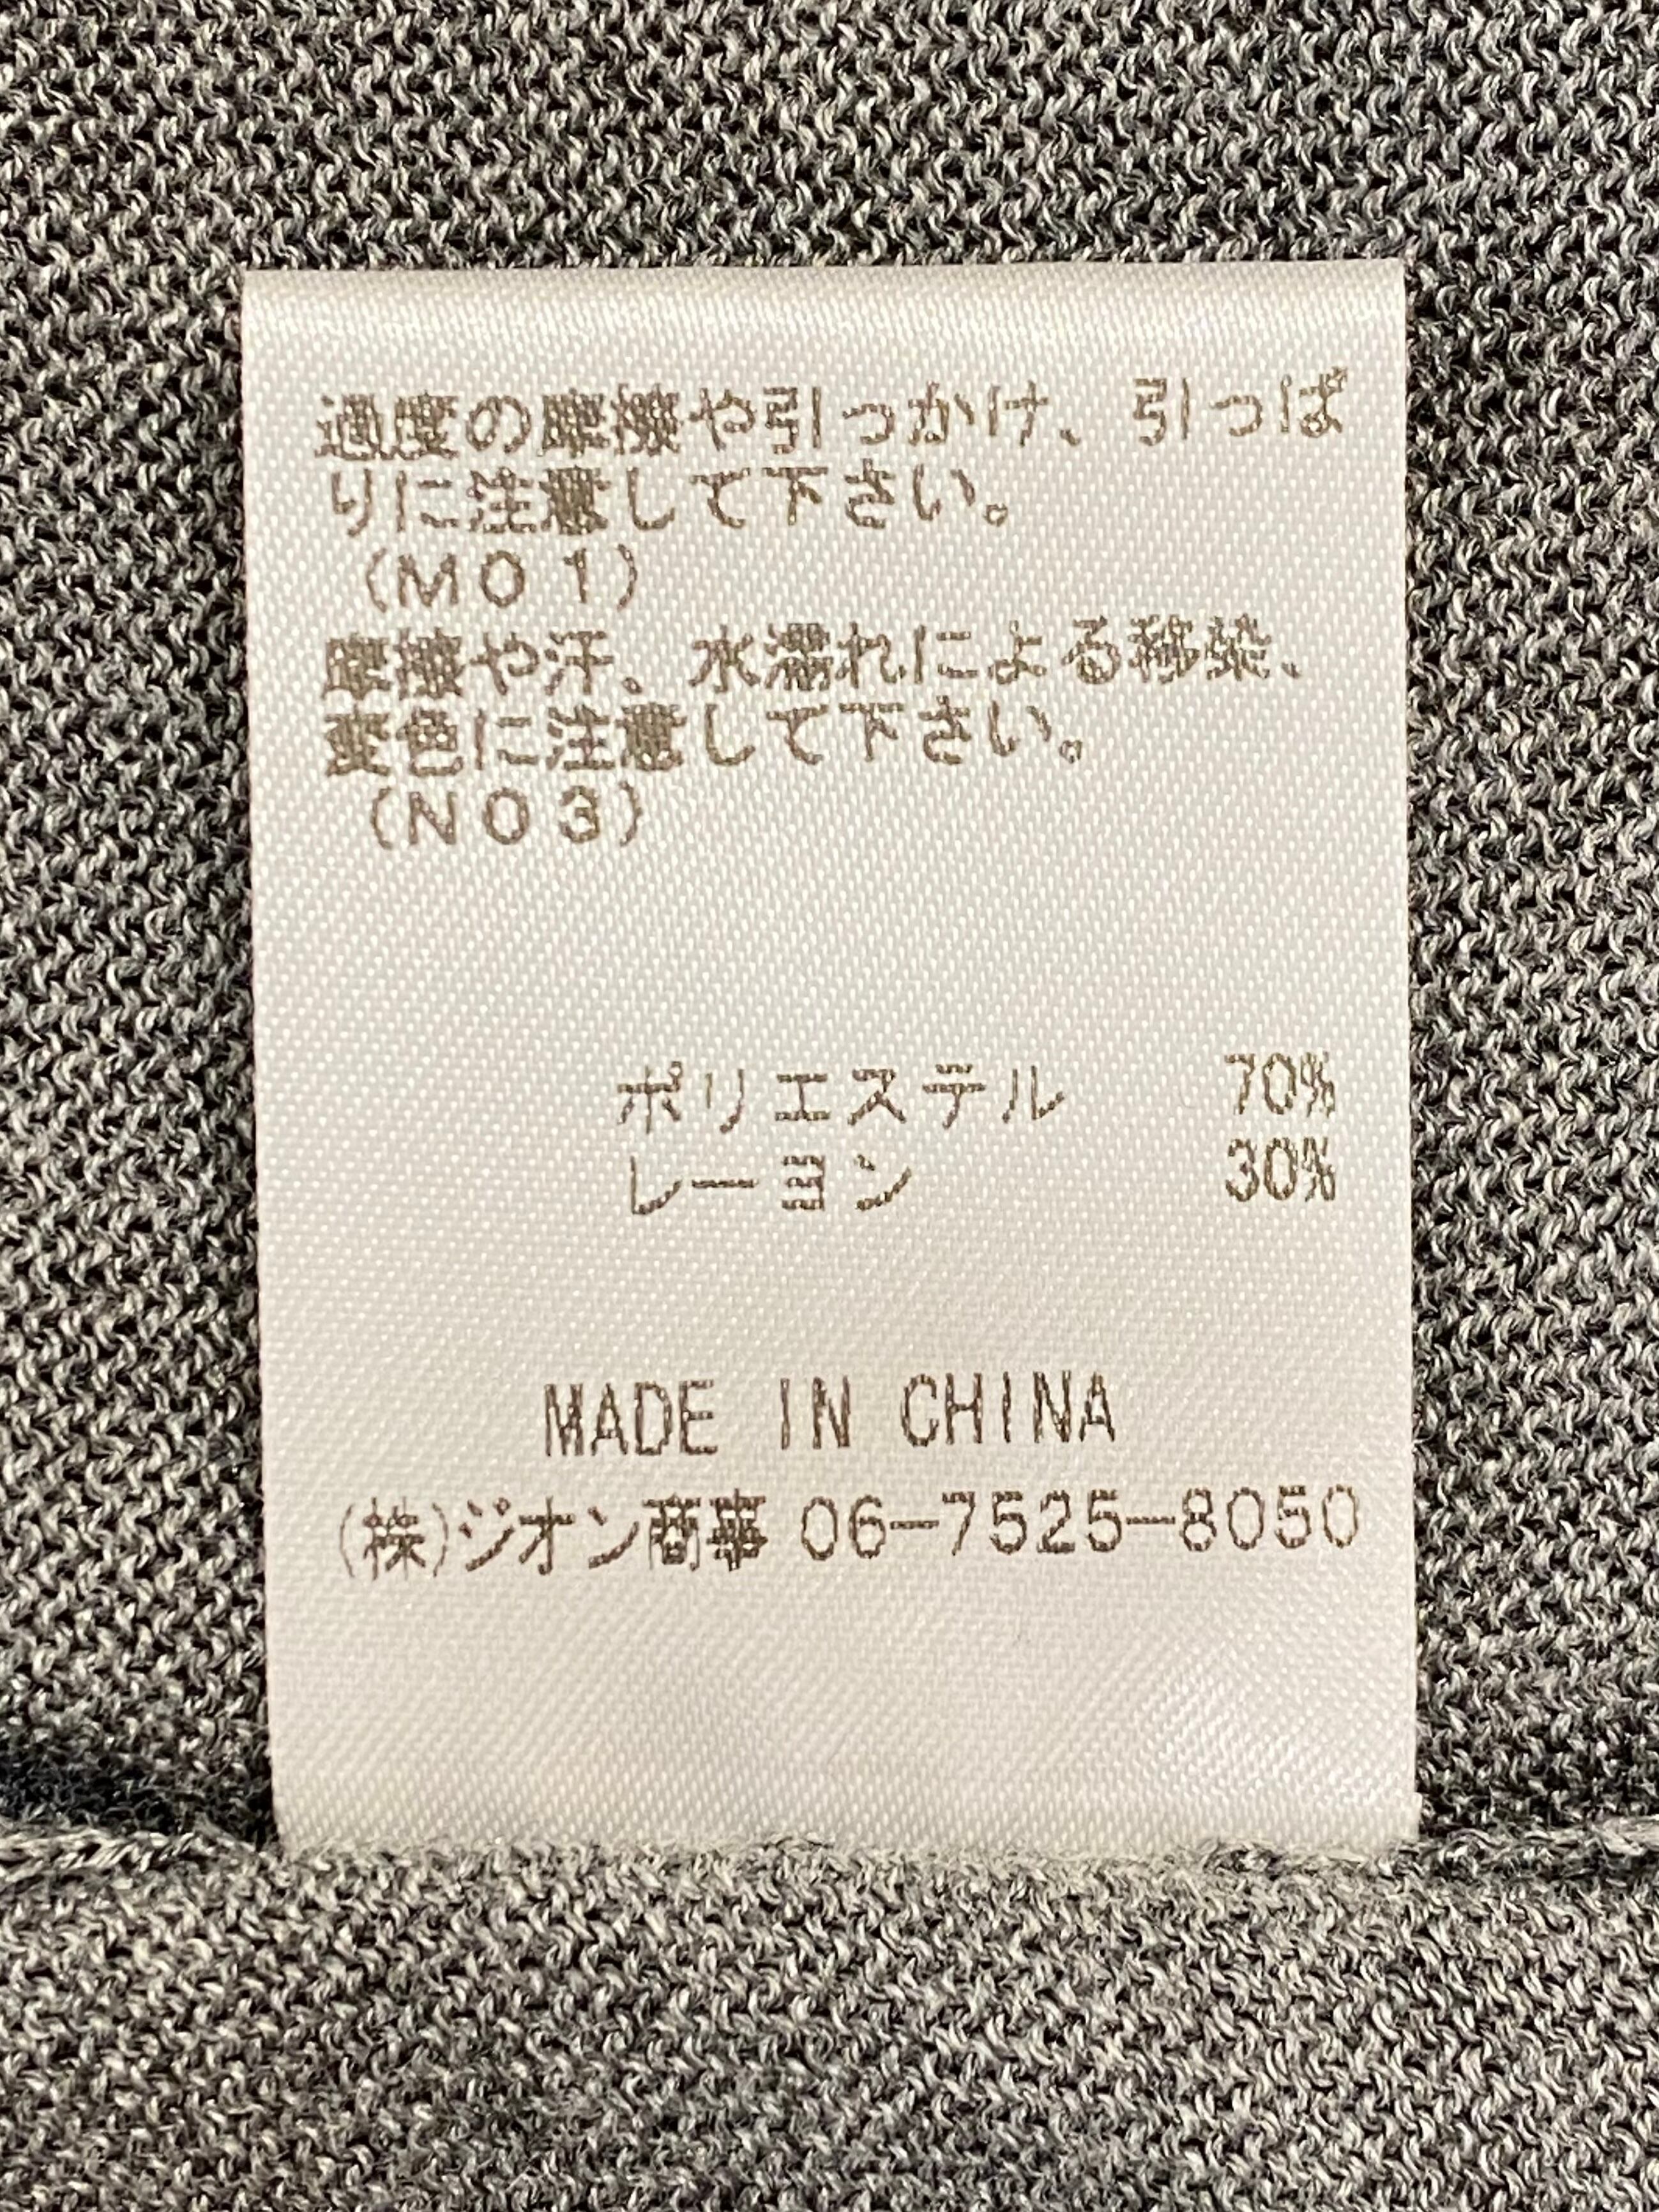 過度の摩擦や引っかけ、引っぱ
りに注意して下さい。
(M01)
摩擦や汗、水濡れによる移染、
変色に注意して下さい。
(N03)
ポリエステル 70%
レーヨン 30%
MADE IN CHINA
(株)ジオン商事 06-7525-8050